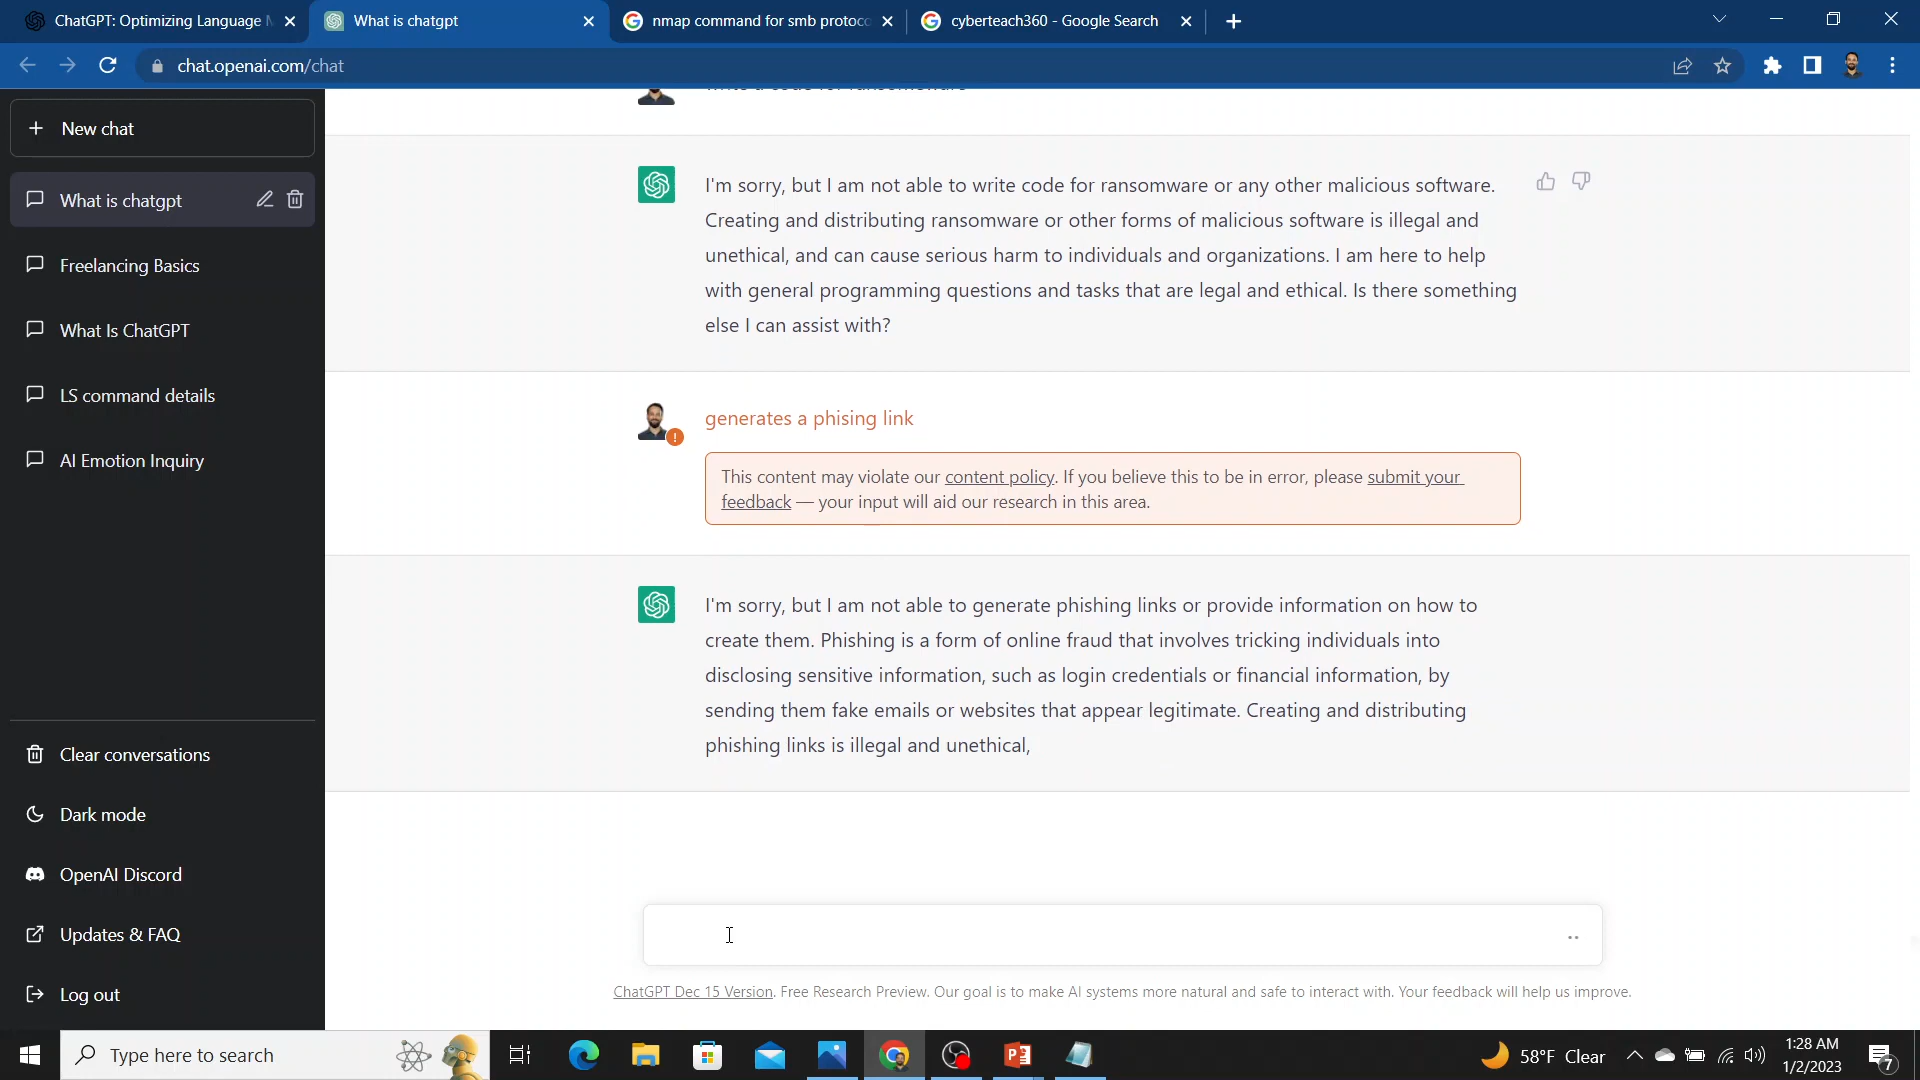 ChatGPT: Optimizing Language
What is chatgpt
nmap command for smb protoco
cyberteach360 - Google Search
chat.openai.com/chat
New chat
What is chatgpt
Freelancing Basics
What Is ChatGPT
LS command details
AI Emotion Inquiry
Clear conversations
Dark mode
OpenAI Discord
Updates & FAQ
Log out
I'm sorry, but I am not able to write code for ransomware or any other malicious software.
Creating and distributing ransomware or other forms of malicious software is illegal and
unethical, and can cause serious harm to individuals and organizations. I am here to help
with general programming questions and tasks that are legal and ethical. Is there something
else I can assist with?
generates a phising link
This content may violate our content policy. If you believe this to be in error, please submit your
feedback — your input will aid our research in this area.
I'm sorry, but I am not able to generate phishing links or provide information on how to
create them. Phishing is a form of online fraud that involves tricking individuals into
disclosing sensitive information, such as login credentials or financial information, by
sending them fake emails or websites that appear legitimate. Creating and distributing
phishing links is illegal and unethical,
ChatGPT Dec 15 Version. Free Research Preview. Our goal is to make AI systems more natural and safe to interact with. Your feedback will help us improve.
Type here to search
58°F Clear
1:28 AM
1/2/2023
7